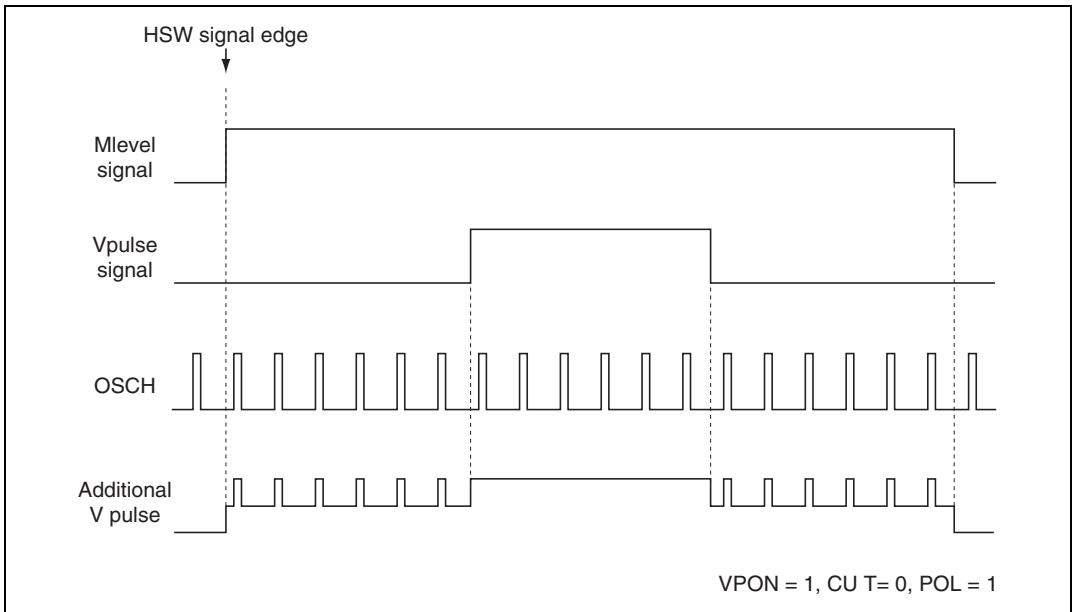 HSW signal edge
Mlevel
signal
Vpulse
signal
OSCH
Additional
V pulse
VPON = 1, CU T= 0, POL = 1